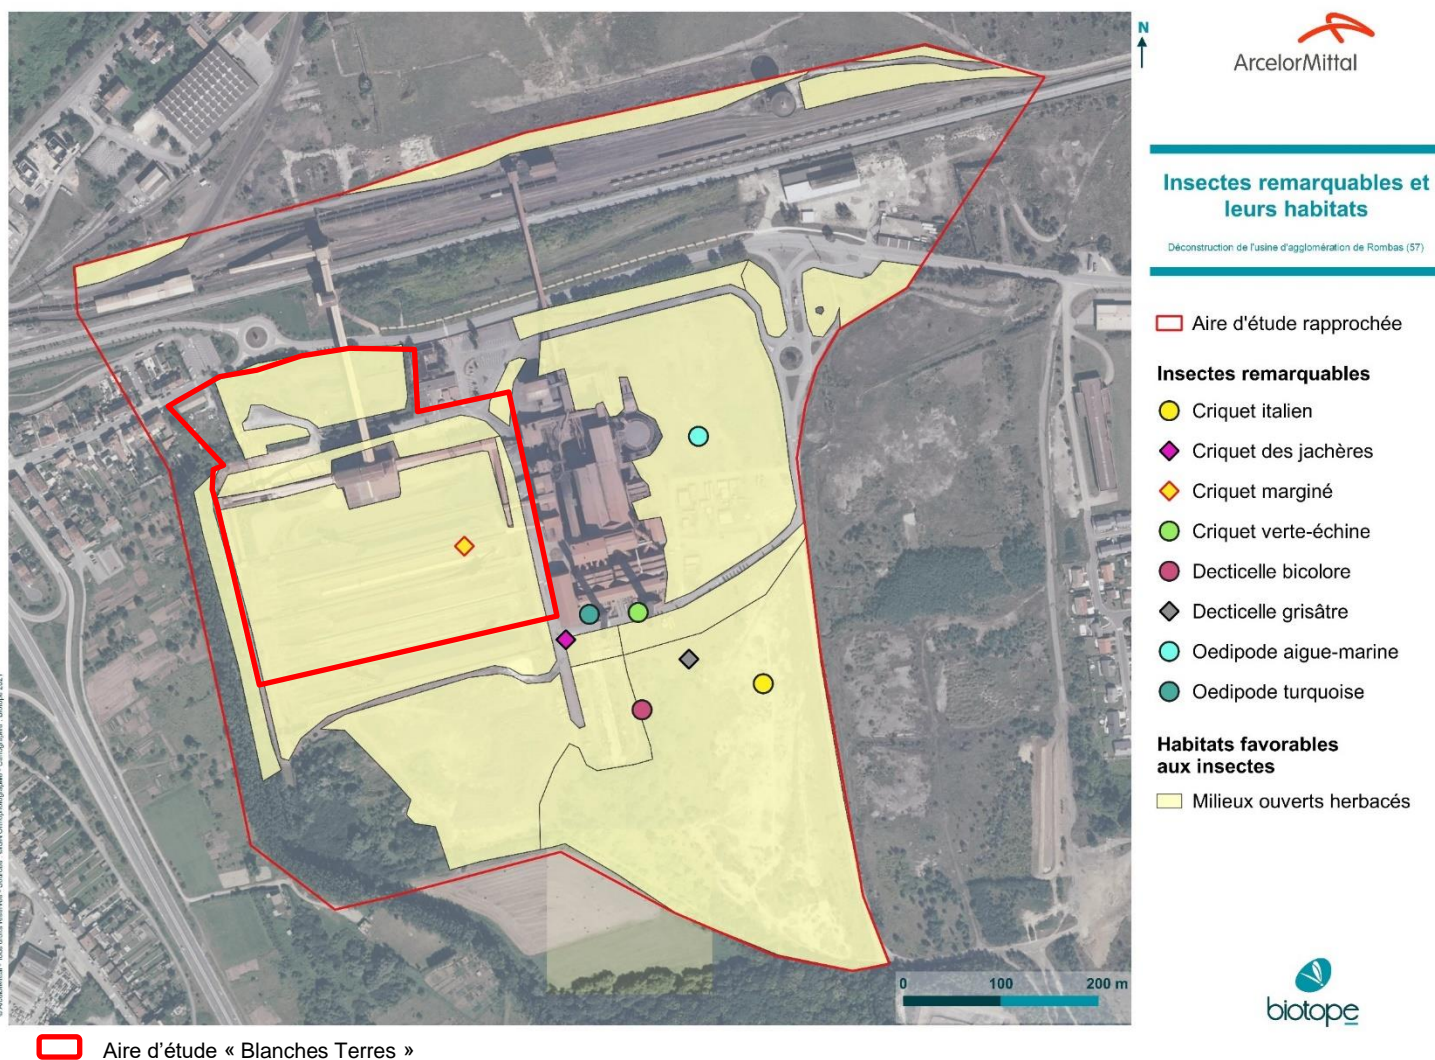 N
ArcelorMittal
Insectes remarquables et
leurs habitats
Déconstruction de l'usine d'agglomération de Rombas (57)
Aire d'étude rapprochée
Insectes remarquables
Criquet italien
Criquet des jachères
Criquet marginé
Criquet verte-échine
Decticelle bicolore
Decticelle grisâtre
Oedipode aigue-marine
Oedipode turquoise
Habitats favorables
aux insectes
Milieux ouverts herbacés
0 100 200 m
biotope
Aire d'étude « Blanches Terres »